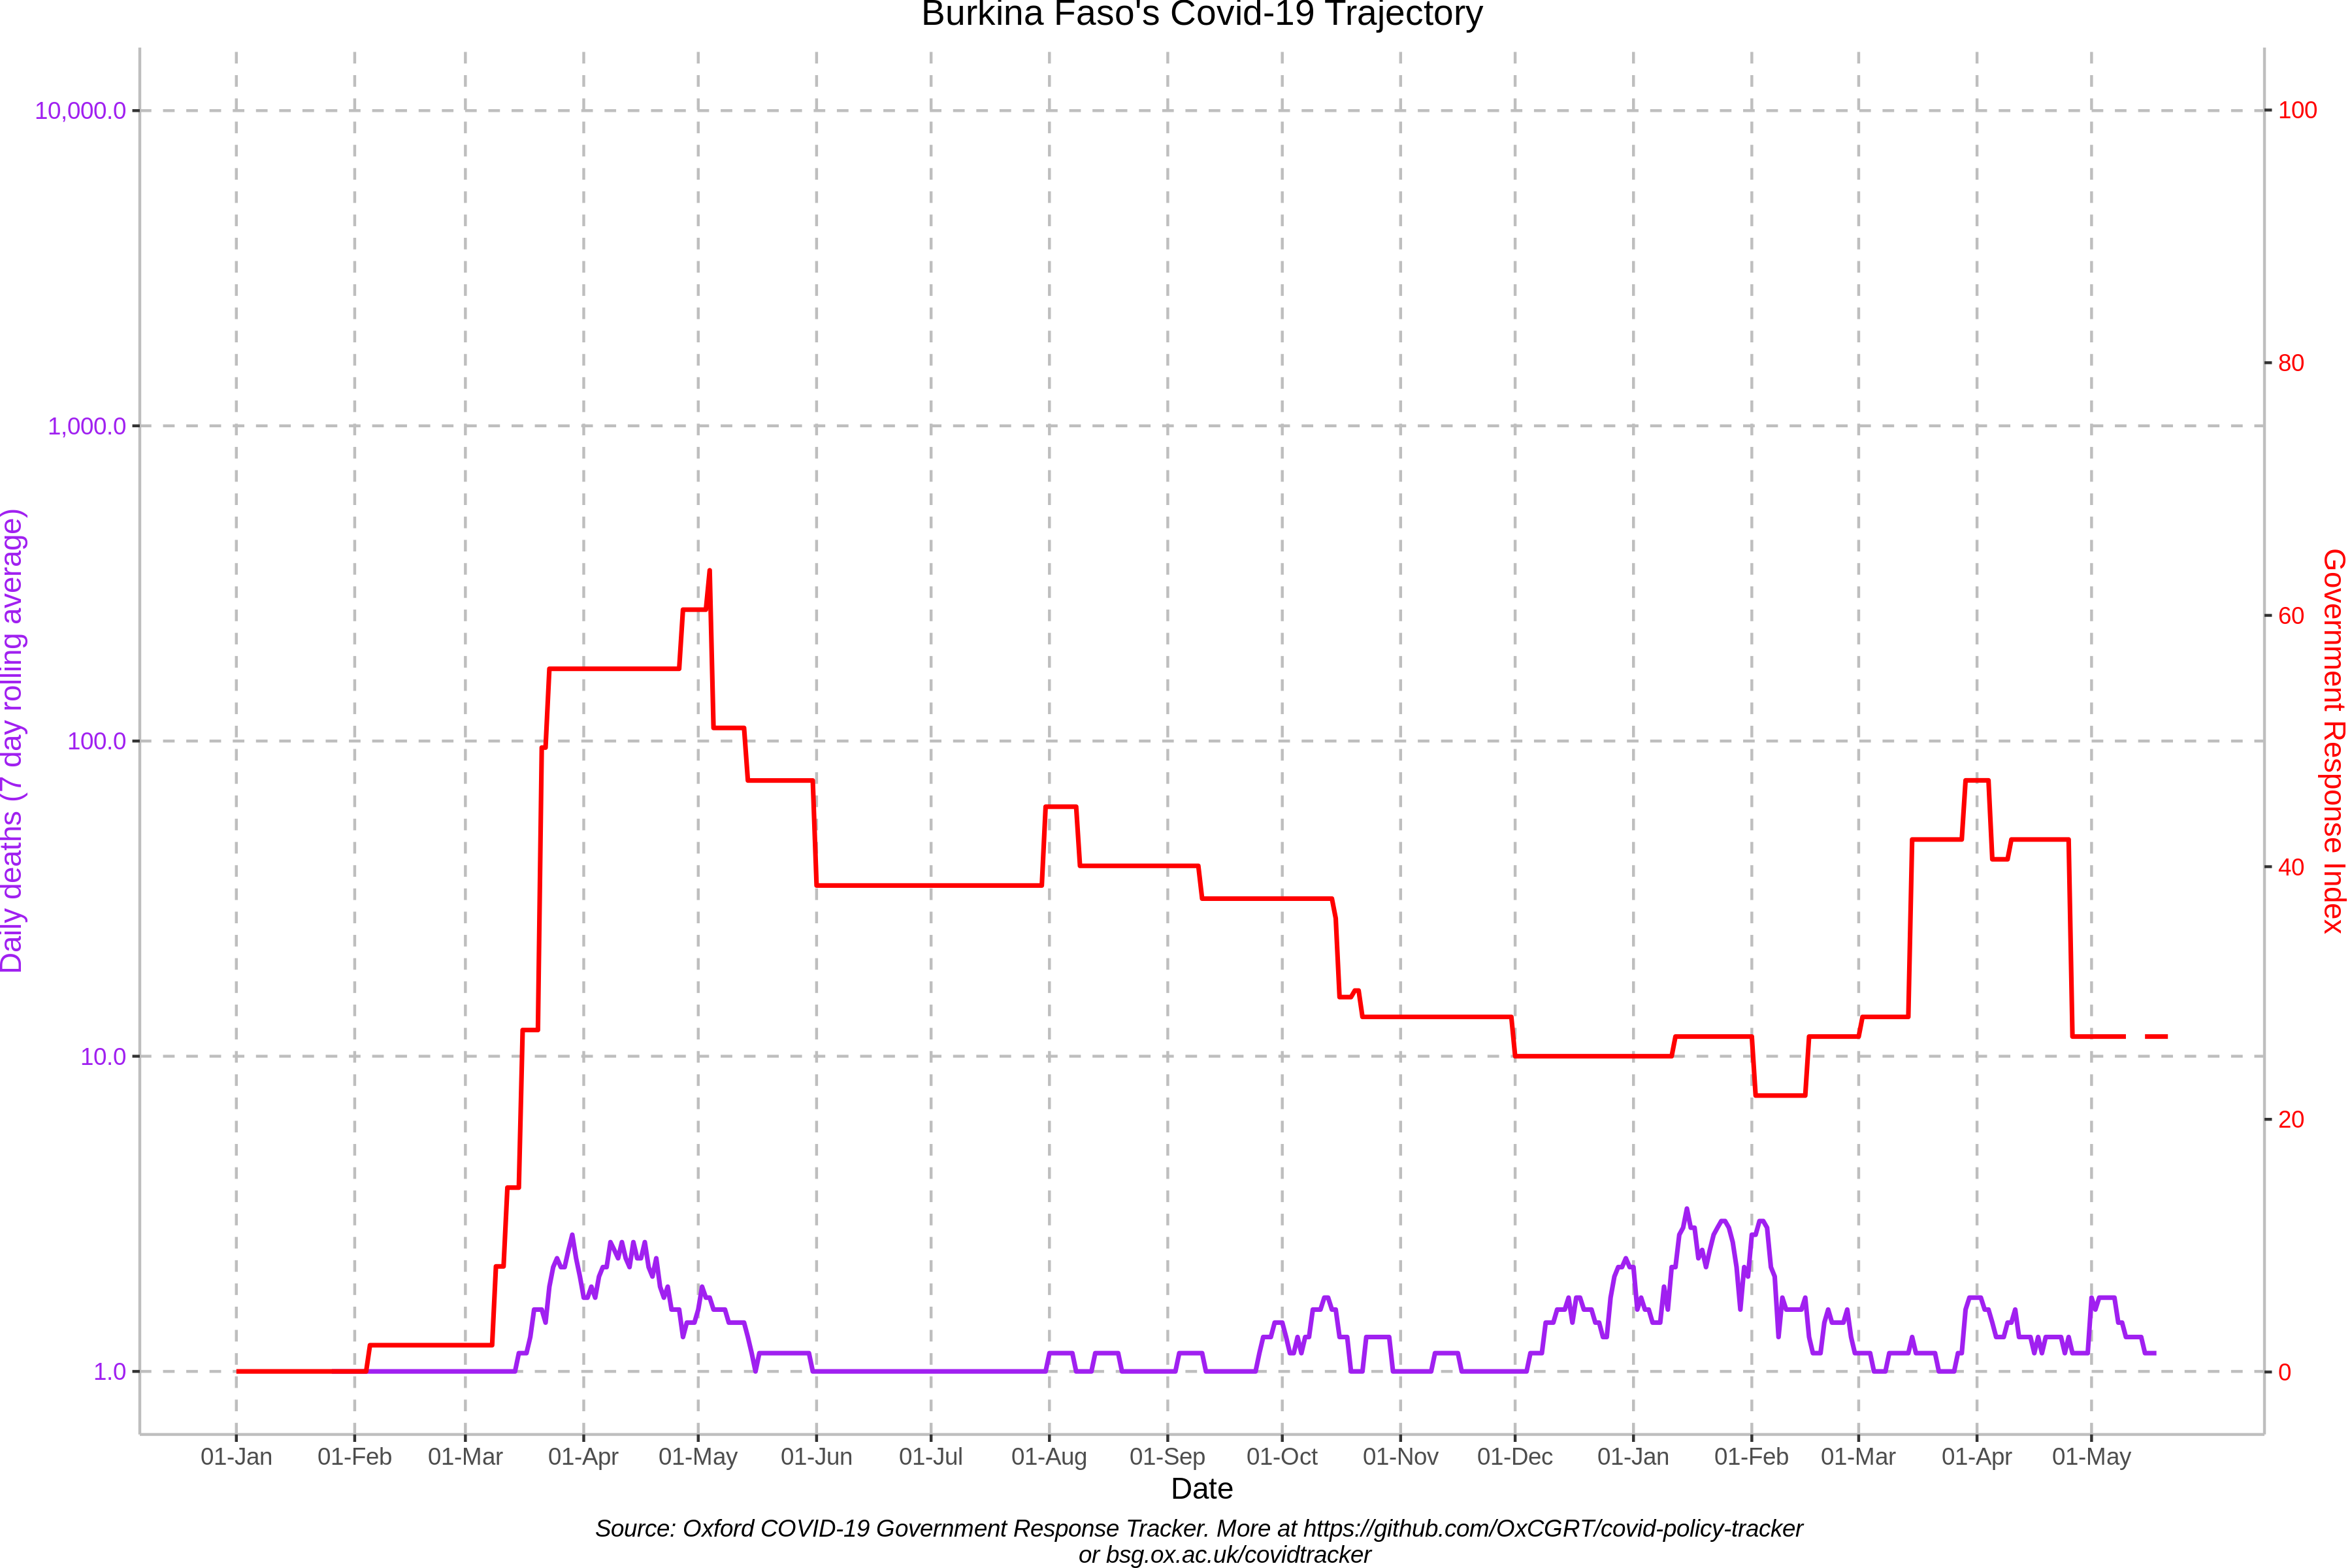 Burkina Faso's Covid-19 Trajectory
10,000.0
1,000.0
100.0
10.0
1.0
Daily deaths (7 day rolling average)
100
80
60
40
20
0
Government Response Index
01-Jan 01-Feb 01-Mar 01-Apr 01-May 01-Jun 01-Jul 01-Aug 01-Sep 01-Oct 01-Nov 01-Dec 01-Jan 01-Feb 01-Mar 01-Apr 01-May
Date
Source: Oxford COVID-19 Government Response Tracker. More at https://github.com/OxCGRT/covid-policy-tracker
or bsg.ox.ac.uk/covidtracker